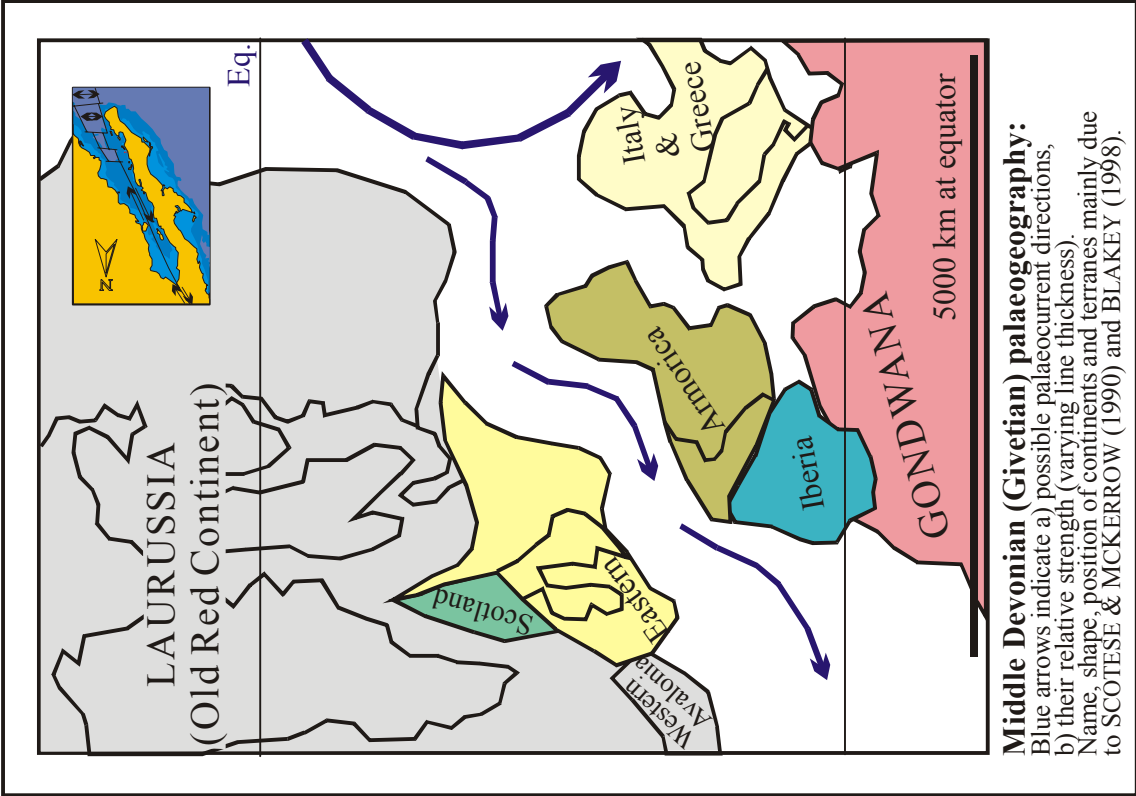 N
Eq.
LAURUSSIA
(Old Red Continent)
Scotland
Eastern
Western
Avalonia
Armorica
Iberia
Italy
&
Greece
GONDWANA
5000 km at equator
Middle Devonian (Givetian) palaeogeography:
Blue arrows indicate a) possible palaeocurrent directions,
b) their relative strength (varying line thickness).
Name, shape, position of continents and terranes mainly due
to SCOTESE & MCKERROW (1990) and BLAKEY (1998).